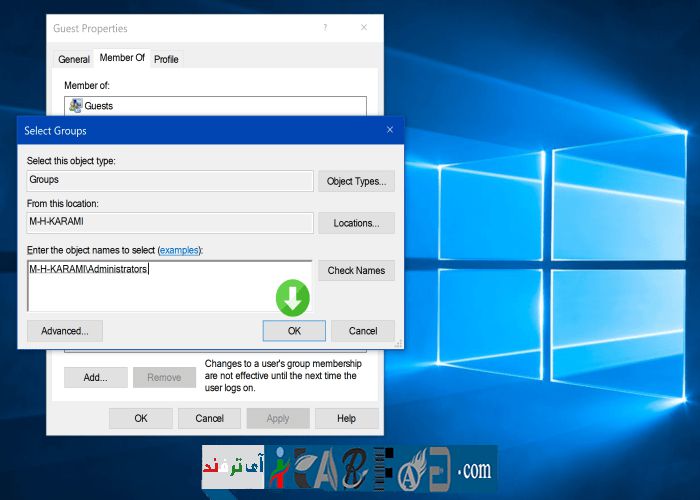 Guest Properties
General
Member Of
Profile
Member of:
Guests
Select Groups
Select this object type:
Groups
Object Types...
From this location:
M-H-KARAMI
Locations...
Enter the object names to select (examples):
M-H-KARAMI\Administrators
Check Names
Advanced...
OK
Cancel
Add...
Remove
Changes to a user's group membership
are not effective until the next time the
user logs on.
OK
Cancel
Apply
Help
آی ترفند
.com